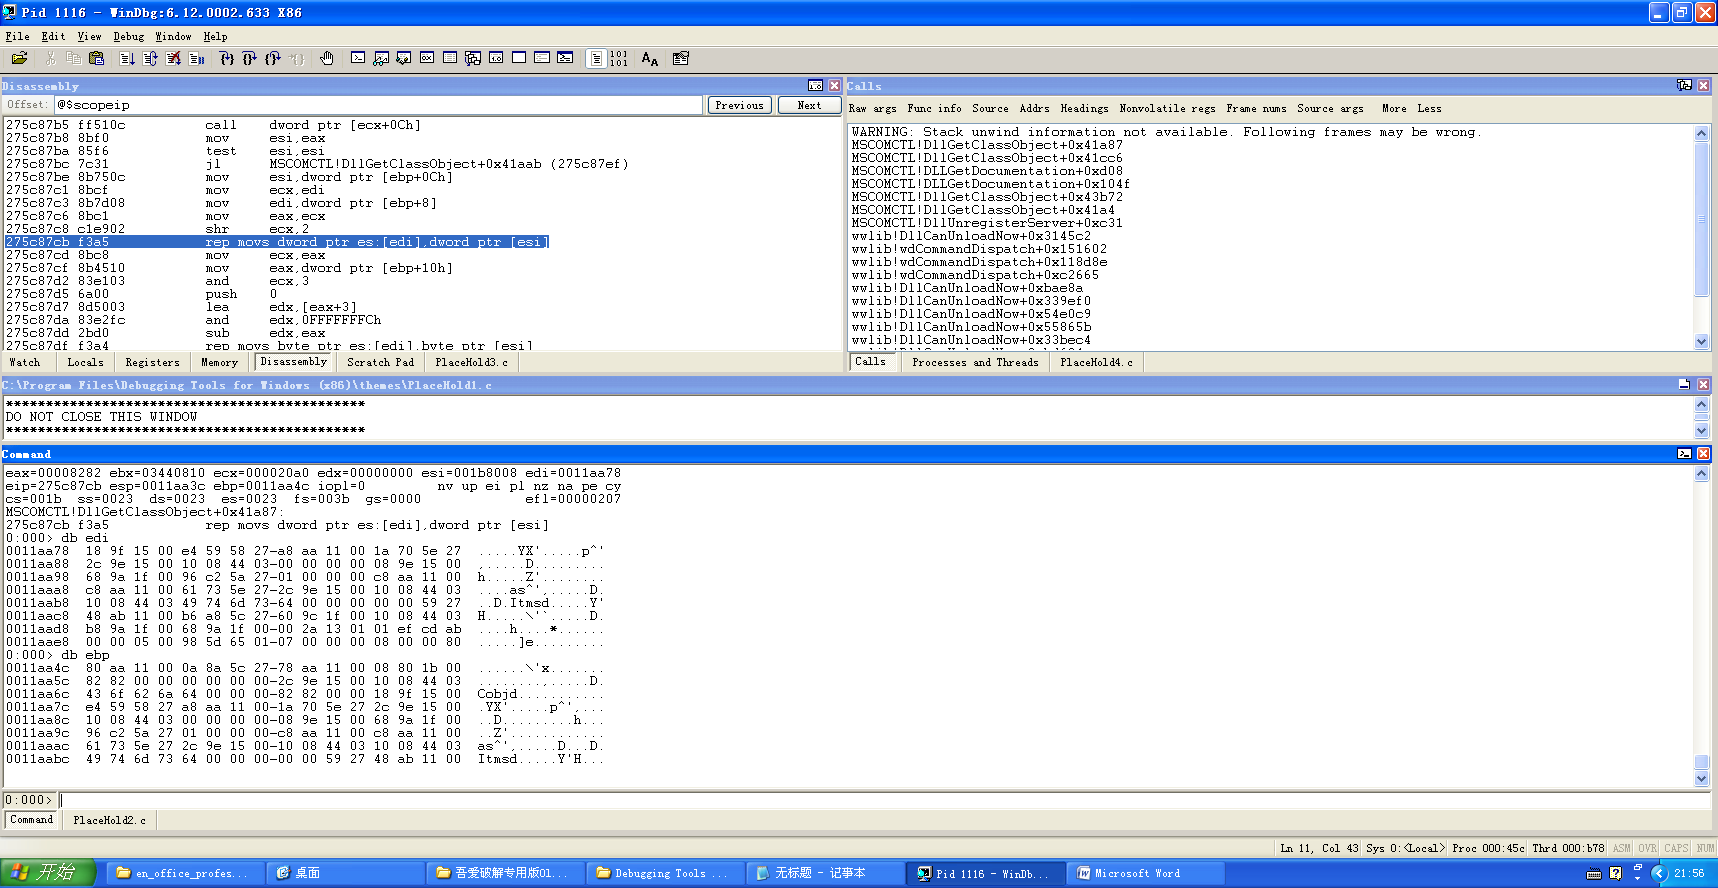 Pid 1116 - WinDbg:6.12.0002.633 X86
File Edit View Debug Window Help
Disassembly
Offset: @$scopeip Previous Next
275c87b5 ff510c call dword ptr [ecx+0Ch]
275c87b8 8bf0 mov esi,eax
275c87ba 85f6 test esi,esi
275c87bc 7c31 jl MSCOMCTL!DllGetClassObject+0x41aab (275c87ef)
275c87be 8b750c mov esi,dword ptr [ebp+0Ch]
275c87c1 8bcf mov ecx,edi
275c87c3 8b7d08 mov edi,dword ptr [ebp+8]
275c87c6 8bc1 mov eax,ecx
275c87c8 c1e902 shr ecx,2
275c87cb f3a5 rep movs dword ptr es:[edi],dword ptr [esi]
275c87cd 8bc8 mov ecx,eax
275c87cf 8b4510 mov eax,dword ptr [ebp+10h]
275c87d2 83e103 and ecx,3
275c87d5 6a00 push 0
275c87d7 8d5003 lea edx,[eax+3]
275c87da 83e2fc and edx,0FFFFFFFCh
275c87dd 2bd0 sub edx,eax
275c87df f3a4 rep movs byte ptr es:[edi],byte ptr [esi]
Watch Locals Registers Memory Disassembly Scratch Pad PlaceHold3.c
Calls
Raw args Func info Source Addrs Headings Nonvolatile regs Frame nums Source args More Less
WARNING: Stack unwind information not available. Following frames may be wrong.
MSCOMCTL!DllGetClassObject+0x41a87
MSCOMCTL!DllGetClassObject+0x41cc6
MSCOMCTL!DLLGetDocumentation+0xd08
MSCOMCTL!DLLGetDocumentation+0x104f
MSCOMCTL!DllGetClassObject+0x43b72
MSCOMCTL!DllGetClassObject+0x41a4
MSCOMCTL!DllUnregisterServer+0xc31
wwlib!DllCanUnloadNow+0x3145c2
wwlib!wdCommandDispatch+0x151602
wwlib!wdCommandDispatch+0x118d8e
wwlib!wdCommandDispatch+0xc2665
wwlib!DllCanUnloadNow+0xbae8a
wwlib!DllCanUnloadNow+0x339ef0
wwlib!DllCanUnloadNow+0x54e0c9
wwlib!DllCanUnloadNow+0x55865b
wwlib!DllCanUnloadNow+0x33bec4
Calls Processes and Threads PlaceHold4.c
C:\Program Files\Debugging Tools for Windows (x86)\themes\PlaceHold1.c
*********************************************
DO NOT CLOSE THIS WINDOW
*********************************************
Command
eax=00008282 ebx=03440810 ecx=000020a0 edx=00000000 esi=001b8008 edi=0011aa78
eip=275c87cb esp=0011aa3c ebp=0011aa4c iopl=0 nv up ei pl nz na pe cy
cs=001b ss=0023 ds=0023 es=0023 fs=003b gs=0000 efl=00000207
MSCOMCTL!DllGetClassObject+0x41a87:
275c87cb f3a5 rep movs dword ptr es:[edi],dword ptr [esi]
0:000> db edi
0011aa78 18 9f 15 00 e4 59 58 27-a8 aa 11 00 1a 70 5e 27 .....YX'.....p^'
0011aa88 2c 9e 15 00 10 08 44 03-00 00 00 00 08 9e 15 00 ,.....D.........
0011aa98 68 9a 1f 00 96 c2 5a 27-01 00 00 00 c8 aa 11 00 h.....Z'........
0011aaa8 c8 aa 11 00 61 73 5e 27-2c 9e 15 00 10 08 44 03 ....as^',.....D.
0011aab8 10 08 44 03 49 74 6d 73-64 00 00 00 00 00 59 27 ..D.Itmsd.....Y'
0011aac8 48 ab 11 00 b6 a8 5c 27-60 9c 1f 00 10 08 44 03 H.....\'`.....D.
0011aad8 b8 9a 1f 00 68 9a 1f 00-00 2a 13 01 01 ef cd ab ....h....*......
0011aae8 00 00 05 00 98 5d 65 01-07 00 00 00 08 00 00 80 .....]e.........
0:000> db ebp
0011aa4c 80 aa 11 00 0a 8a 5c 27-78 aa 11 00 08 80 1b 00 ......\'x.......
0011aa5c 82 82 00 00 00 00 00 00-2c 9e 15 00 10 08 44 03 ........,.....D.
0011aa6c 43 6f 62 6a 64 00 00 00-82 82 00 00 18 9f 15 00 Cobjd...........
0011aa7c e4 59 58 27 a8 aa 11 00-1a 70 5e 27 2c 9e 15 00 .YX'.....p^',...
0011aa8c 10 08 44 03 00 00 00 00-08 9e 15 00 68 9a 1f 00 ..D.........h...
0011aa9c 96 c2 5a 27 01 00 00 00-c8 aa 11 00 c8 aa 11 00 ..Z'............
0011aaac 61 73 5e 27 2c 9e 15 00-10 08 44 03 10 08 44 03 as^',.....D...D.
0011aabc 49 74 6d 73 64 00 00 00-00 00 59 27 48 ab 11 00 Itmsd.....Y'H...
0:000>
Command PlaceHold2.c
Ln 11, Col 43 Sys 0:<Local> Proc 000:45c Thrd 000:b78 ASM OVR CAPS NUM
开始 en_office_profes... 桌面 吾爱破解专用版Ol... Debugging Tools ... 无标题 - 记事本 Pid 1116 - WinDb... Microsoft Word 21:56